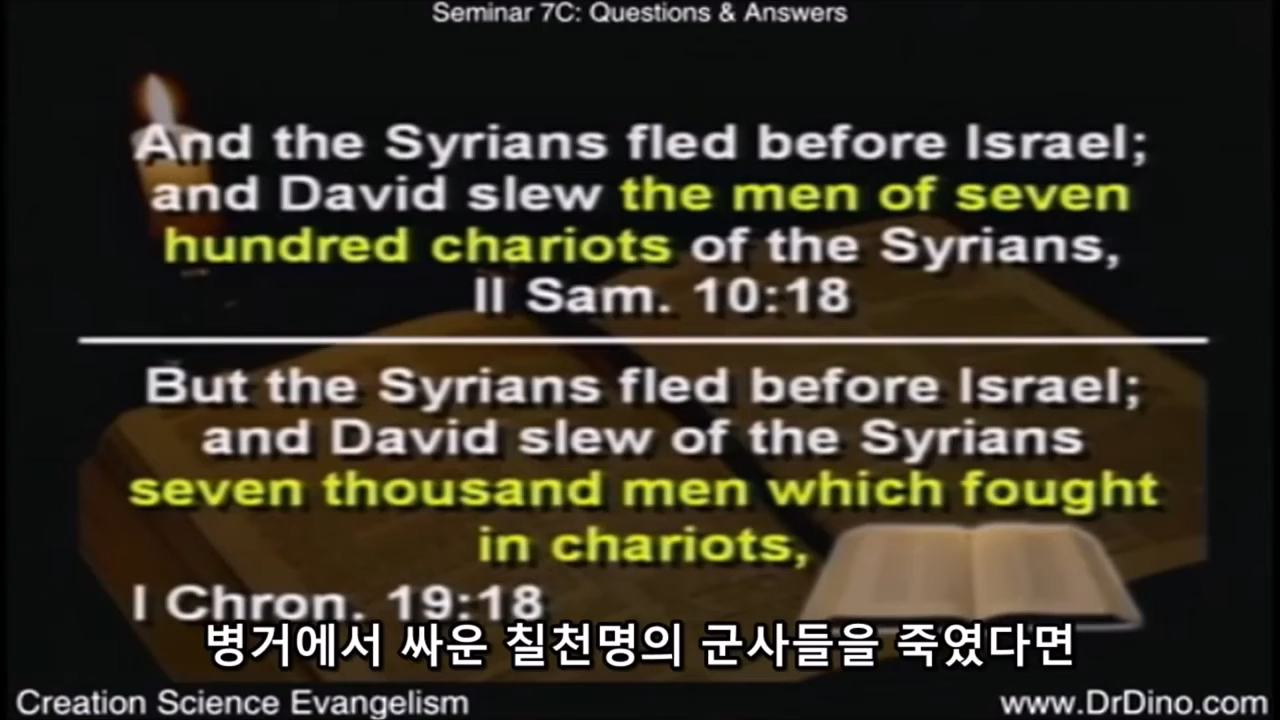 Seminar 7C: Questions & Answers
And the Syrians fled before Israel;
and David slew the men of seven
hundred chariots of the Syrians,
II Sam. 10:18
But the Syrians fled before Israel;
and David slew of the Syrians
seven thousand men which fought
in chariots,
I Chron. 19:18
병거에서 싸운 칠천명의 군사들을 죽였다면
Creation Science Evangelism
www.DrDino.com